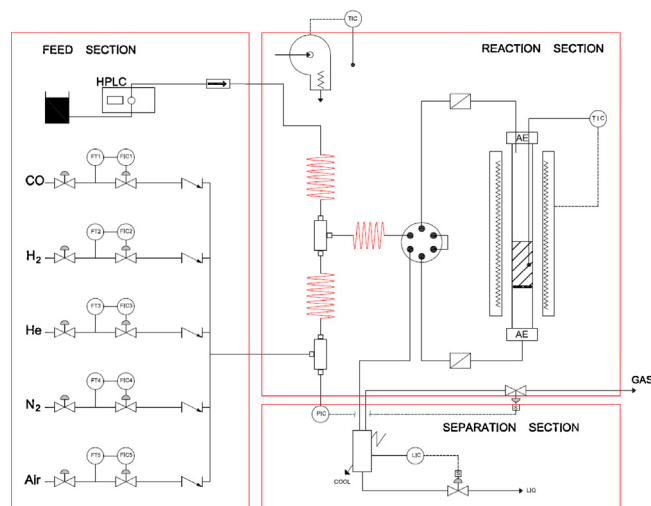 TIC
FEED SECTION
REACTION SECTION
HPLC
TIC
AE
FT1 FIC1
CO
FT2 FIC2
H₂
FT3 FIC3
He
AE
FT4 FIC4
N₂
GAS
PIC
SEPARATION SECTION
FT5 FIC5
LIC
Air
COOL
LIQ